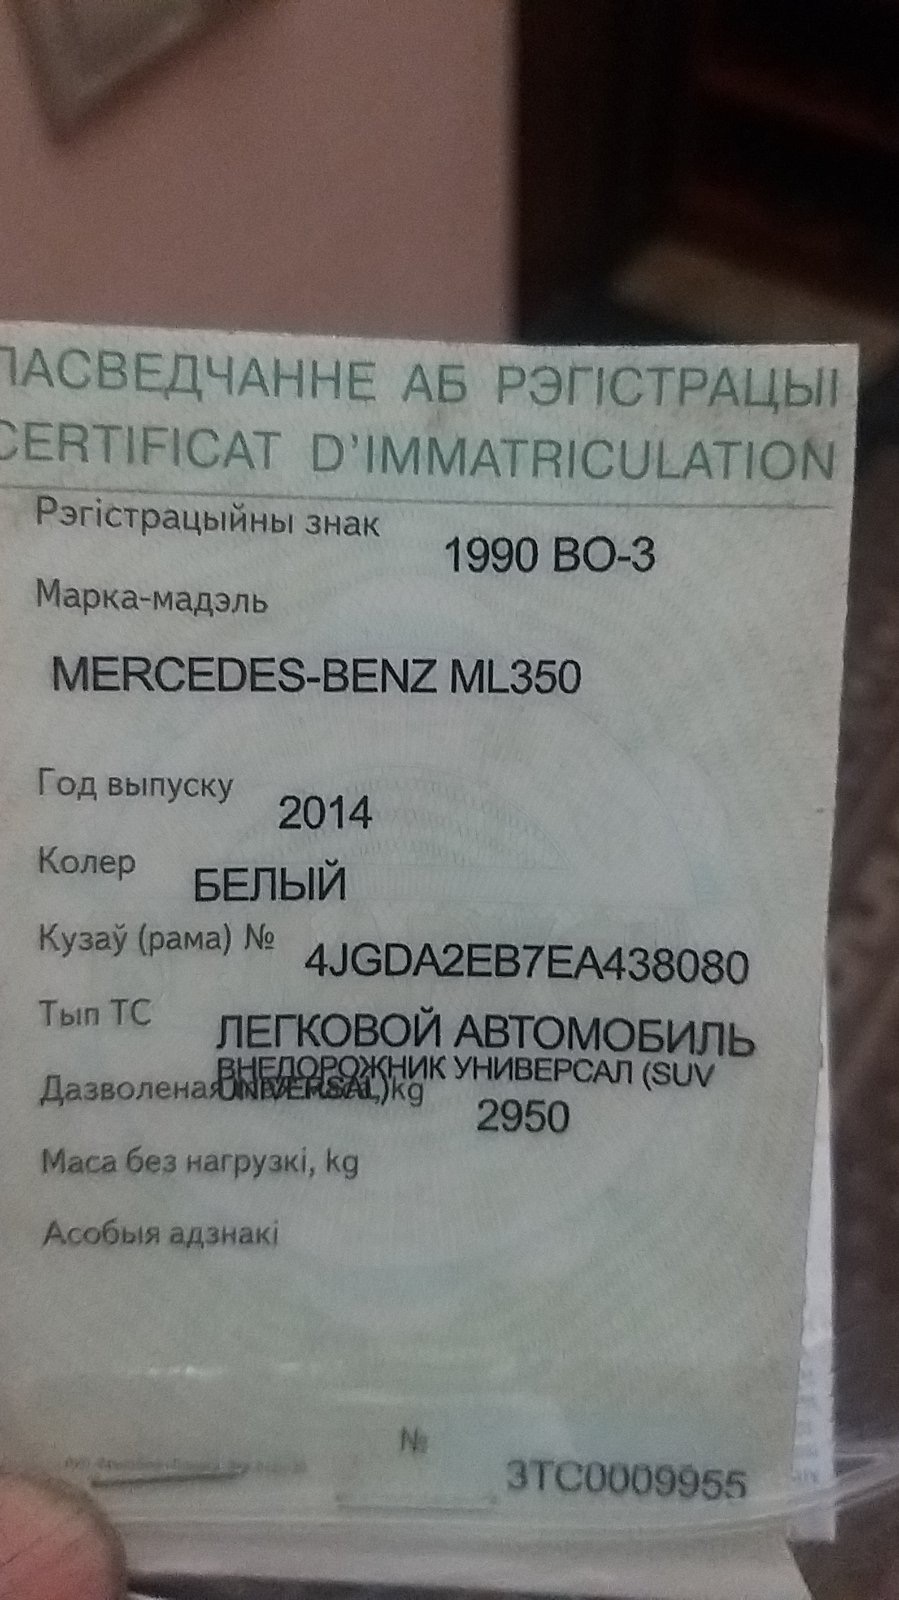 ПАСВЕДЧАННЕ АБ РЭГІСТРАЦЫІ
CERTIFICAT D'IMMATRICULATION
Рэгістрацыйны знак 1990 BO-3
Марка-мадэль
MERCEDES-BENZ ML350
Год выпуску 2014
Колер БЕЛЫЙ
Кузаў (рама) № 4JGDA2EB7EA438080
Тып ТС ЛЕГКОВОЙ АВТОМОБИЛЬ
ВНЕДОРОЖНИК УНИВЕРСАЛ (SUV
UNIVERSAL)
Дазволеная kg 2950
Маса без нагрузкі, kg
Асобыя адзнакі
№ 3TC0009955